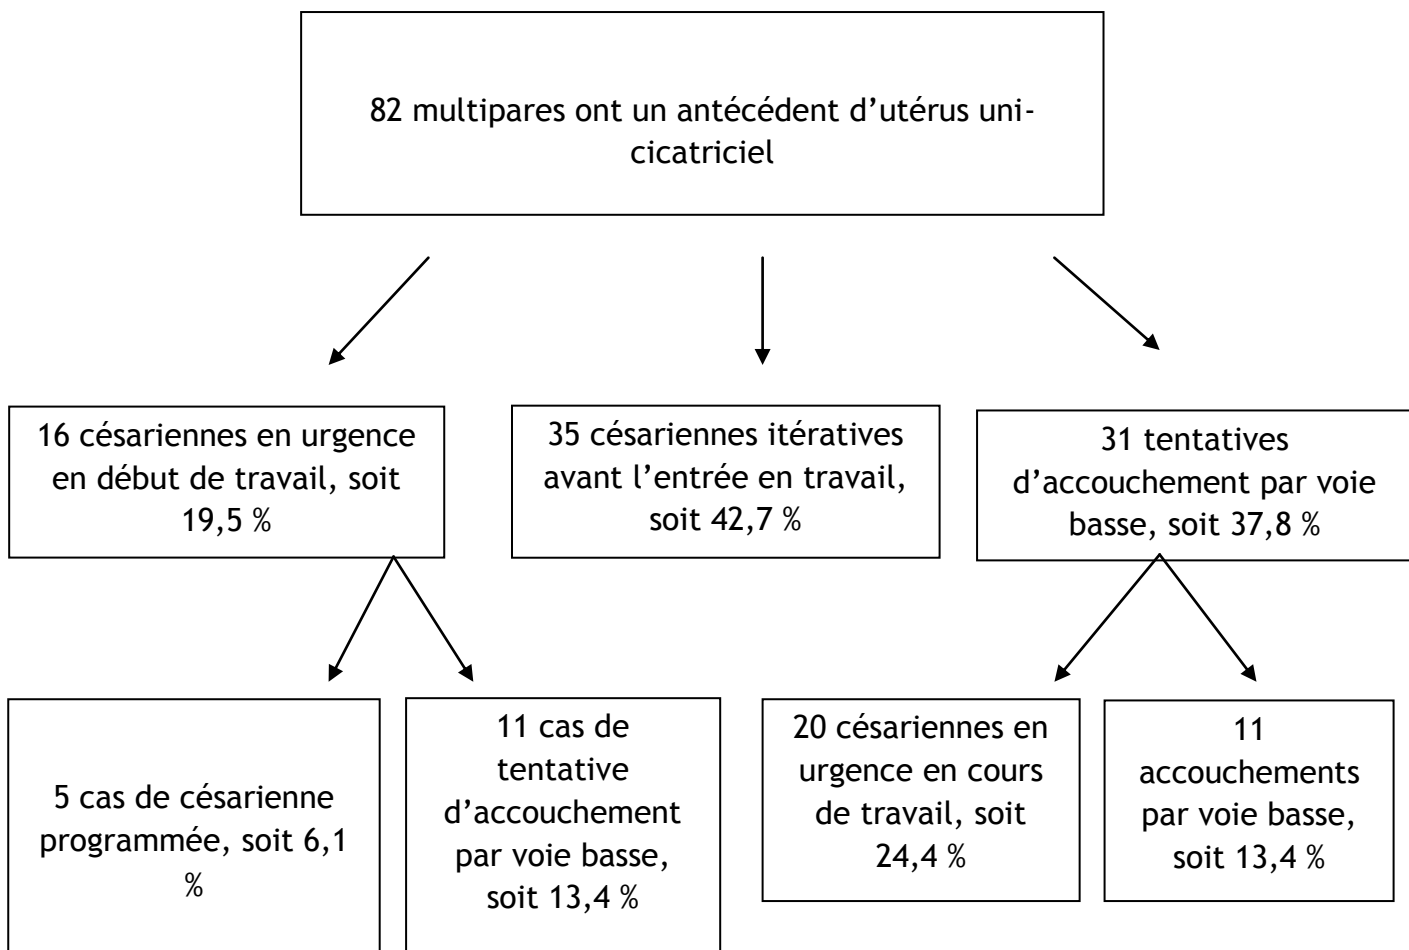 82 multipares ont un antécédent d’utérus uni-
cicatriciel
16 césariennes en urgence
en début de travail, soit
19,5 %
35 césariennes itératives
avant l’entrée en travail,
soit 42,7 %
31 tentatives
d’accouchement par voie
basse, soit 37,8 %
5 cas de césarienne
programmée, soit 6,1
%
11 cas de
tentative
d’accouchement
par voie basse,
soit 13,4 %
20 césariennes en
urgence en cours
de travail, soit
24,4 %
11
accouchements
par voie basse,
soit 13,4 %